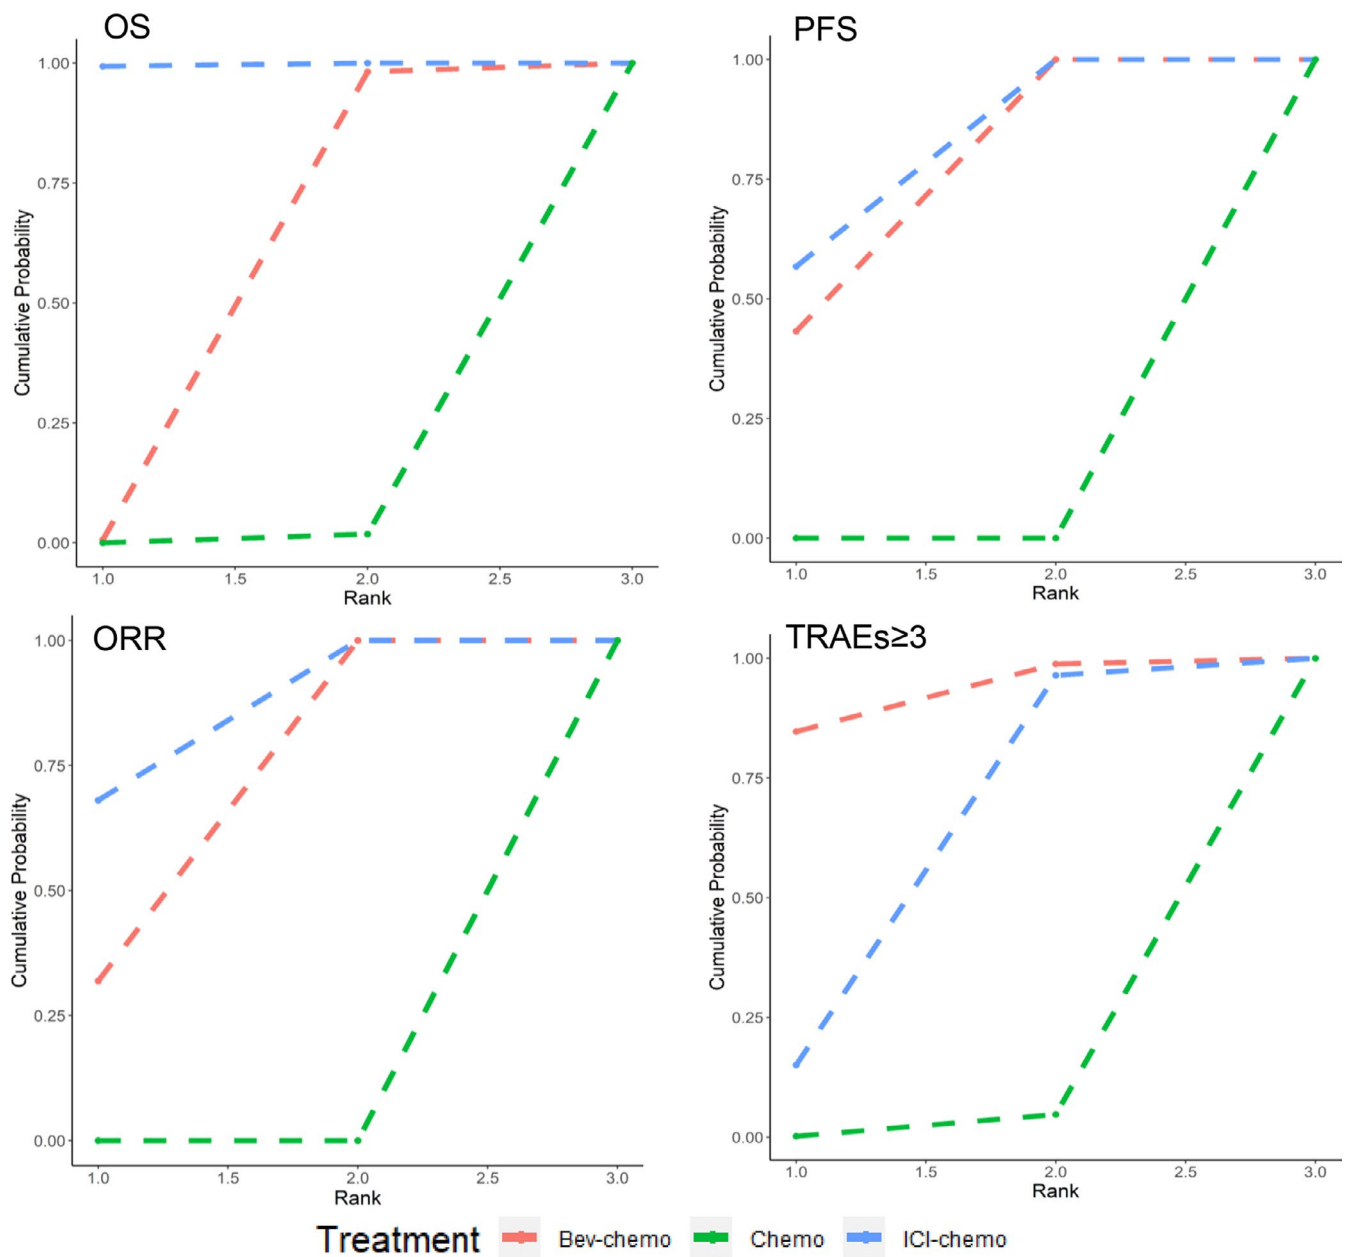 OS
1.00
0.75
0.50
0.25
0.00
Cumulative Probability
1.0 1.5 2.0 2.5 3.0
Rank
PFS
1.00
0.75
0.50
0.25
0.00
Cumulative Probability
1.0 1.5 2.0 2.5 3.0
Rank
ORR
1.00
0.75
0.50
0.25
0.00
Cumulative Probability
1.0 1.5 2.0 2.5 3.0
Rank
TRAEs≥3
1.00
0.75
0.50
0.25
0.00
Cumulative Probability
1.0 1.5 2.0 2.5 3.0
Rank
Treatment Bev-chemo Chemo ICI-chemo